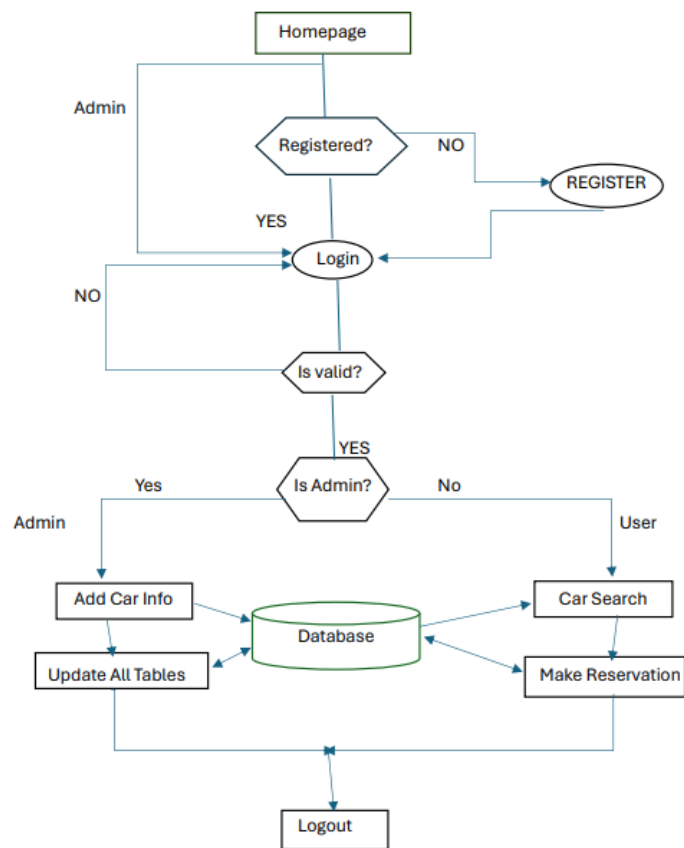 Homepage
Admin
Registered?
NO
REGISTER
YES
Login
NO
Is valid?
YES
Is Admin?
Yes
No
Admin
User
Add Car Info
Car Search
Database
Update All Tables
Make Reservation
Logout